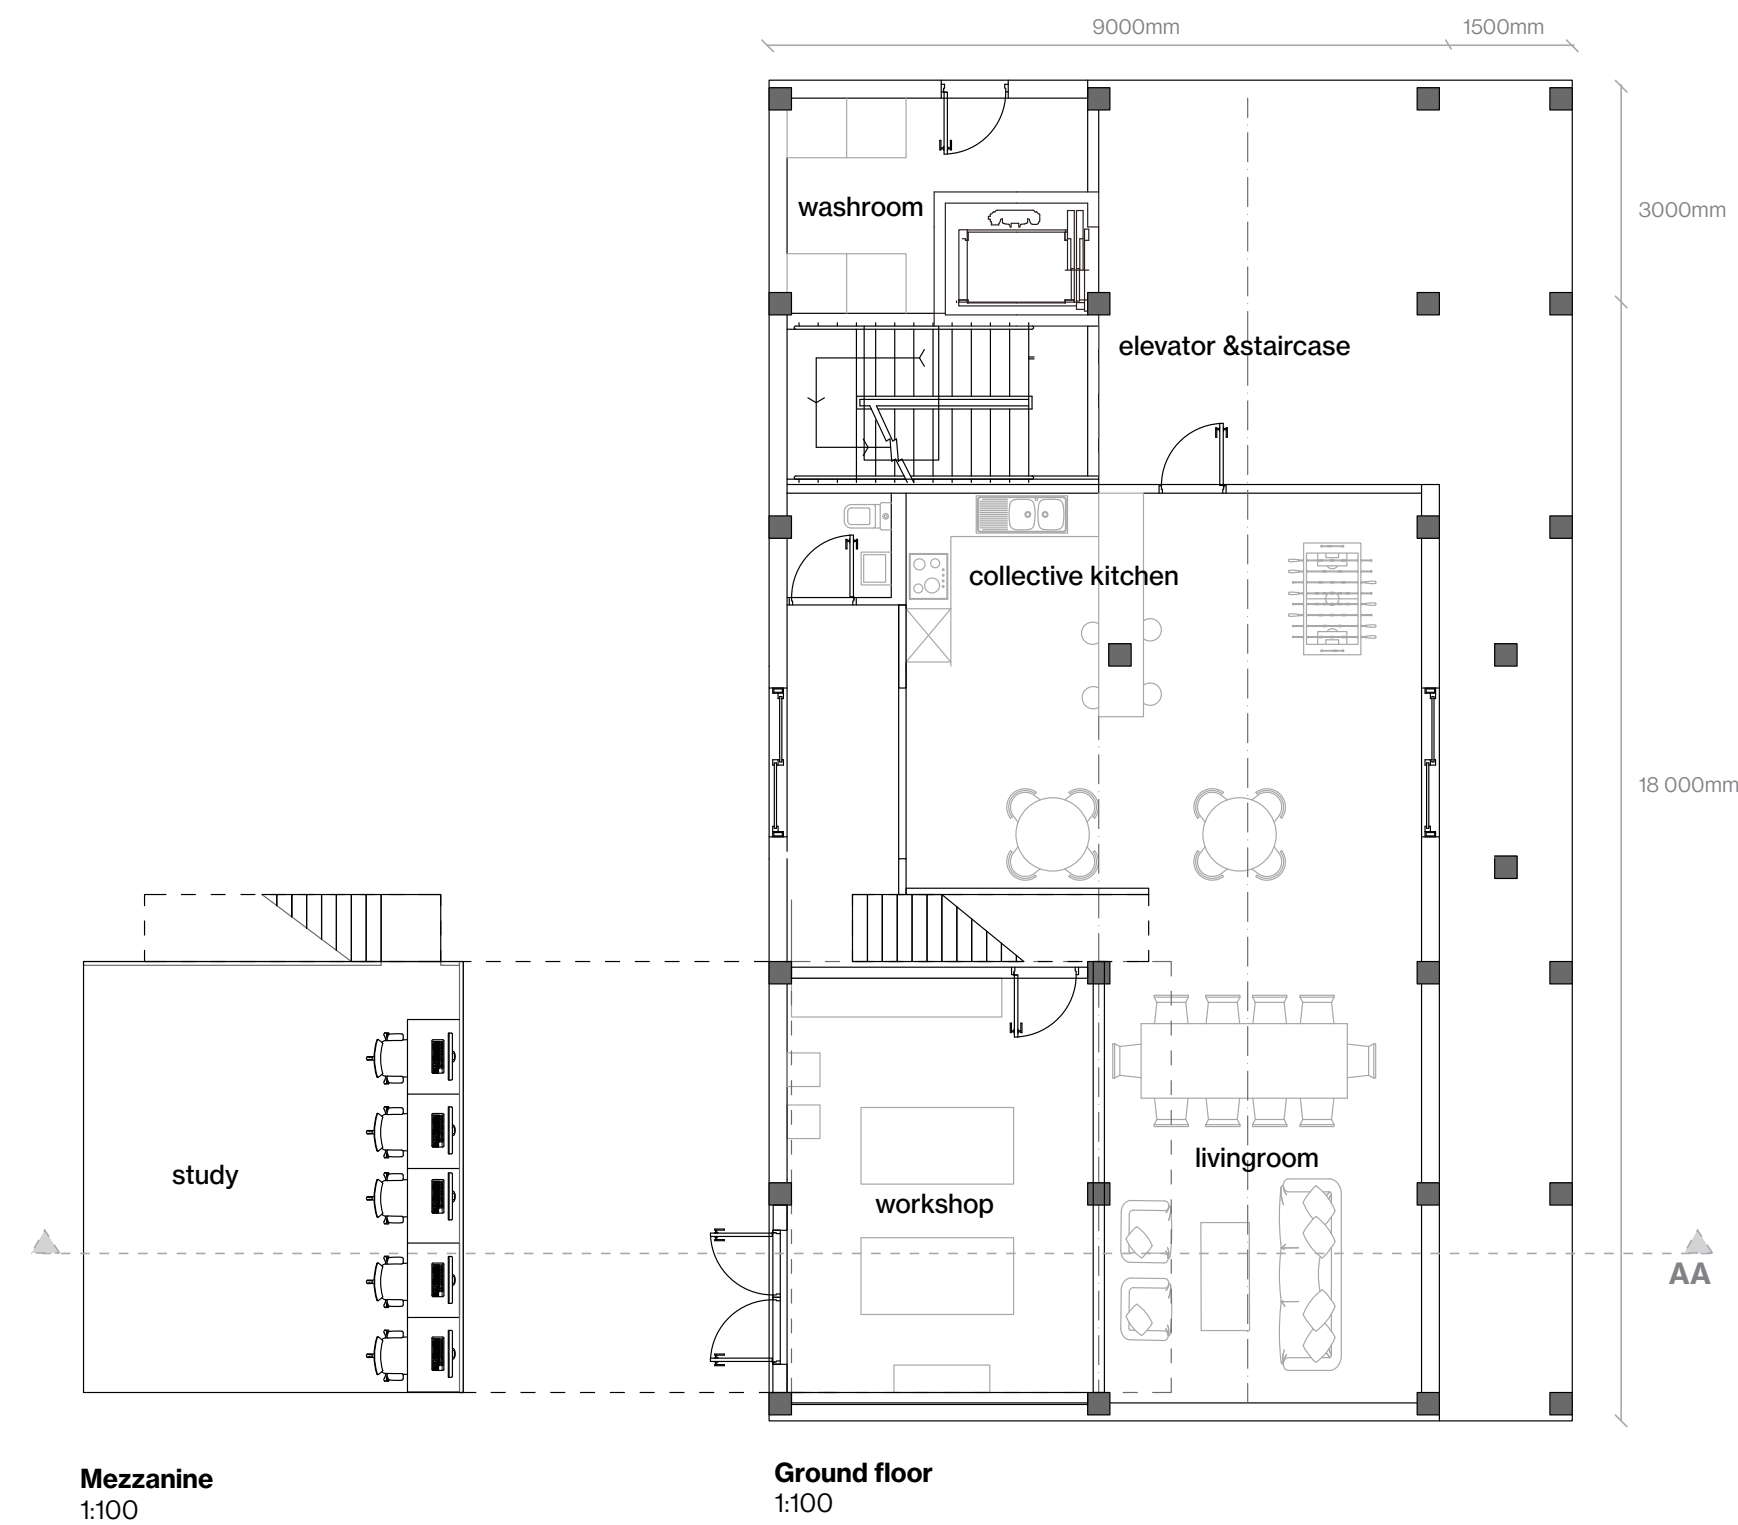 9000mm 1500mm
washroom
3000mm
elevator &staircase
collective kitchen
18 000mm
livingroom
study
workshop
AA
Mezzanine
1:100
Ground floor
1:100